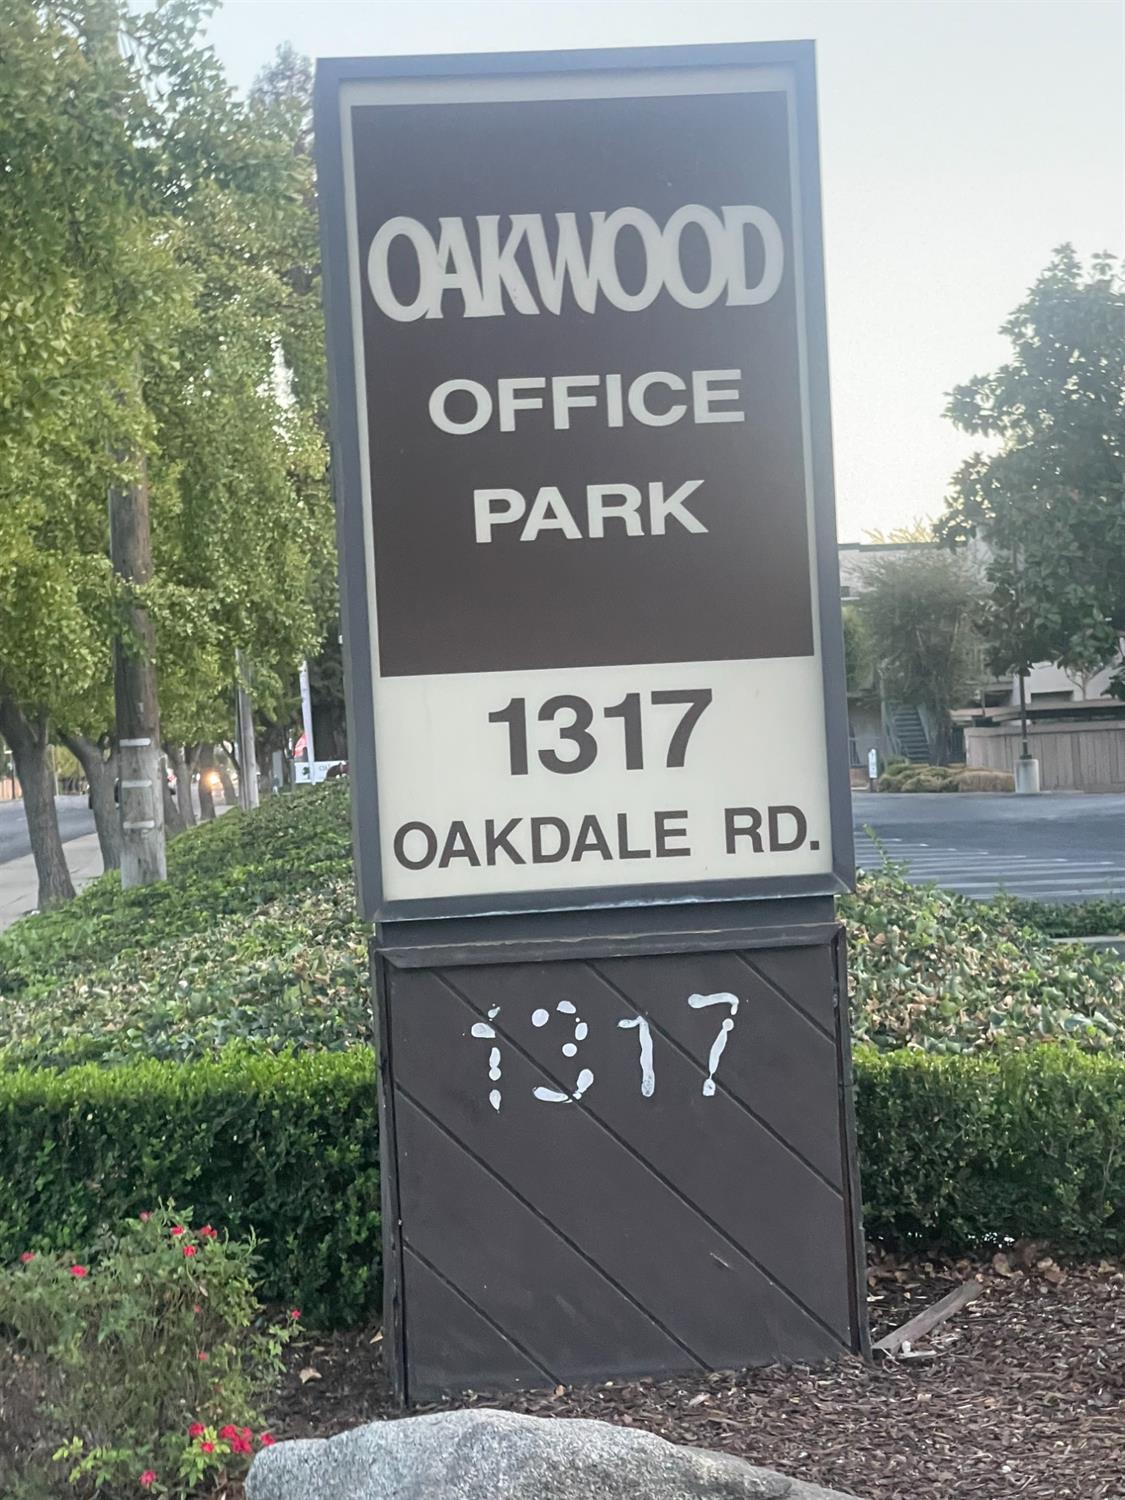 OAKWOOD
OFFICE
PARK
1317
OAKDALE RD.
1317